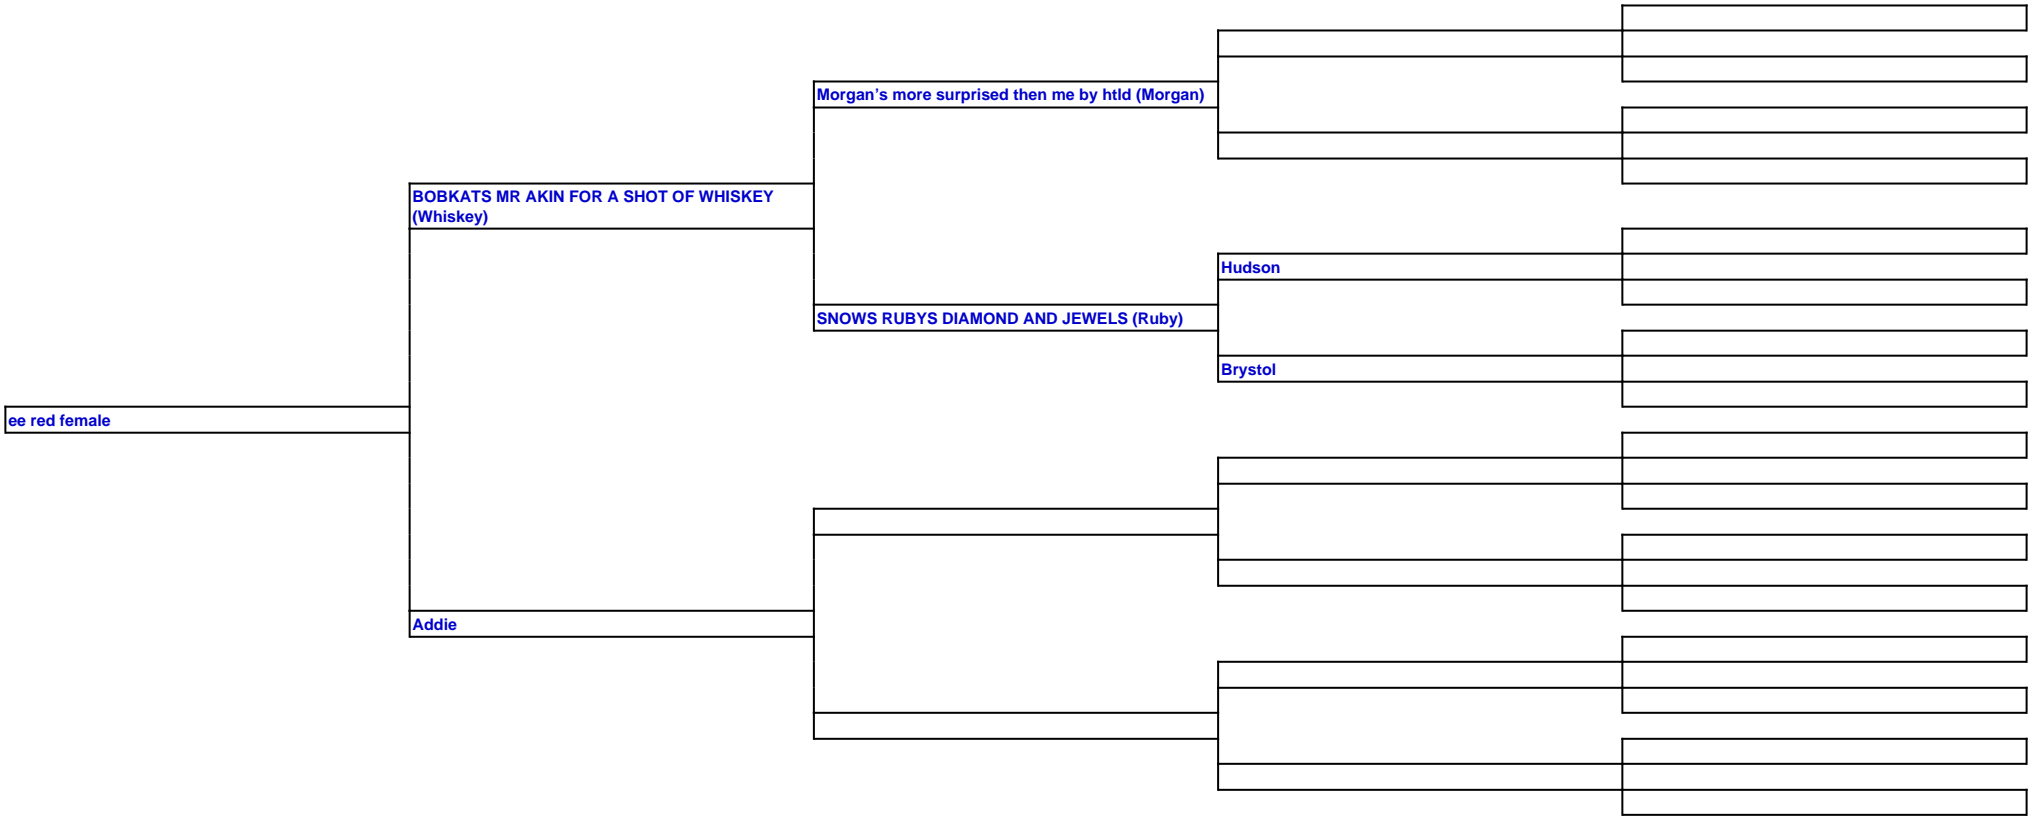 Morgan’s more surprised then me by htld (Morgan)
BOBKATS MR AKIN FOR A SHOT OF WHISKEY
(Whiskey)
Hudson
SNOWS RUBYS DIAMOND AND JEWELS (Ruby)
Brystol
ee red female
Addie